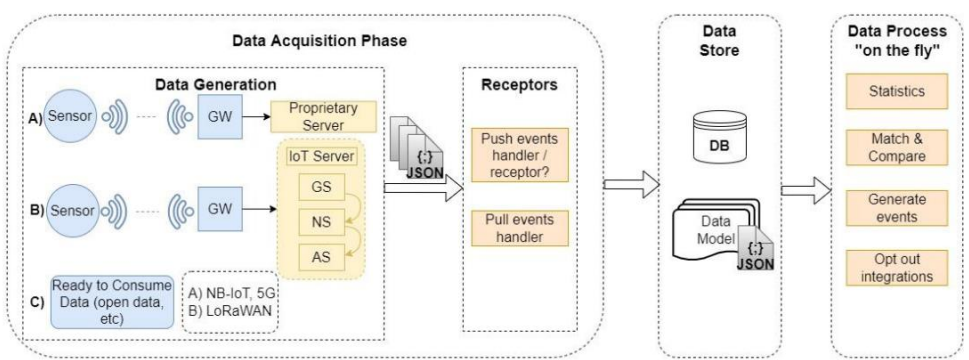 Data Acquisition Phase
Data Generation
A)
Sensor
GW
Proprietary
Server
IoT Server
GS
NS
AS
B)
Sensor
GW
C)
Ready to Consume
Data (open data,
etc)
A) NB-IoT, 5G
B) LoRaWAN
{;}
JSON
Receptors
Push events
handler /
receptor?
Pull events
handler
Data
Store
DB
Data
Model
{;}
JSON
Data Process
"on the fly"
Statistics
Match &
Compare
Generate
events
Opt out
integrations